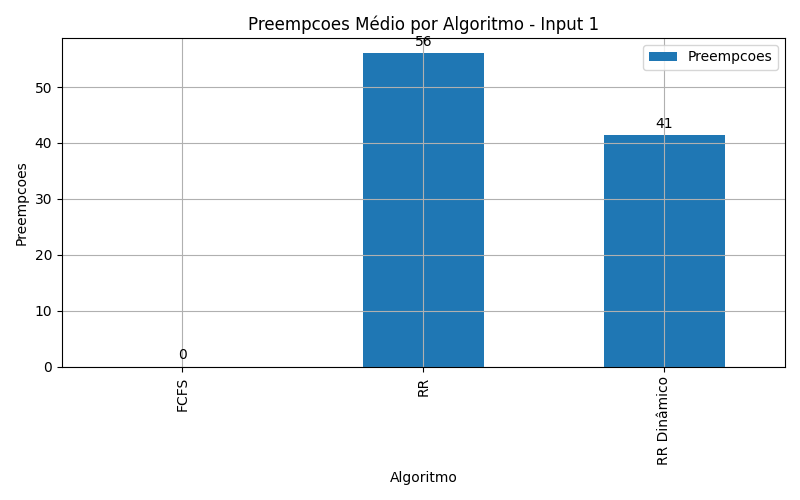 Preempcoes Médio por Algoritmo - Input 1
Preempcoes
56
50
41
40
30
20
10
0
0
Preempcoes
FCFS
RR
RR Dinâmico
Algoritmo